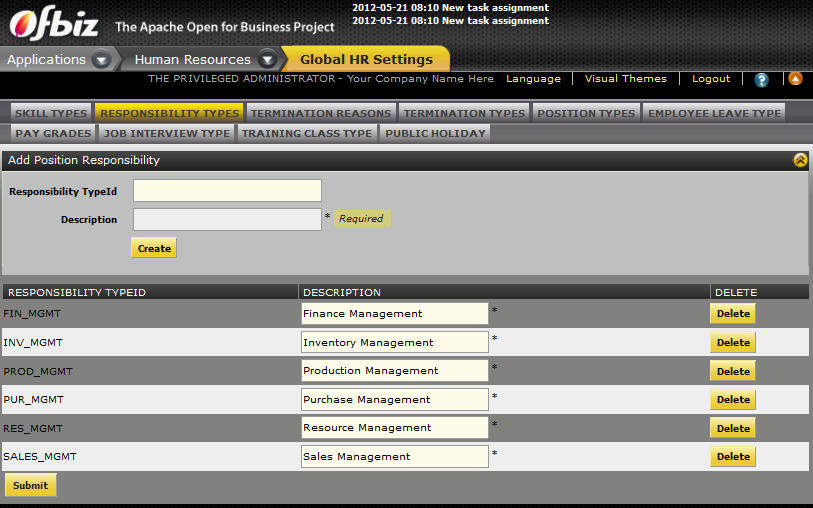 2012-05-21 08:10 New task assignment
2012-05-21 08:10 New task assignment
Ofbiz The Apache Open for Business Project
Applications Human Resources Global HR Settings
THE PRIVILEGED ADMINISTRATOR - Your Company Name Here Language Visual Themes Logout ?
SKILL TYPES RESPONSIBILITY TYPES TERMINATION REASONS TERMINATION TYPES POSITION TYPES EMPLOYEE LEAVE TYPE
PAY GRADES JOB INTERVIEW TYPE TRAINING CLASS TYPE PUBLIC HOLIDAY
Add Position Responsibility
Responsibility TypeId
Description * Required
Create
RESPONSIBILITY TYPEID DESCRIPTION DELETE
FIN_MGMT Finance Management * Delete
INV_MGMT Inventory Management * Delete
PROD_MGMT Production Management * Delete
PUR_MGMT Purchase Management * Delete
RES_MGMT Resource Management * Delete
SALES_MGMT Sales Management * Delete
Submit